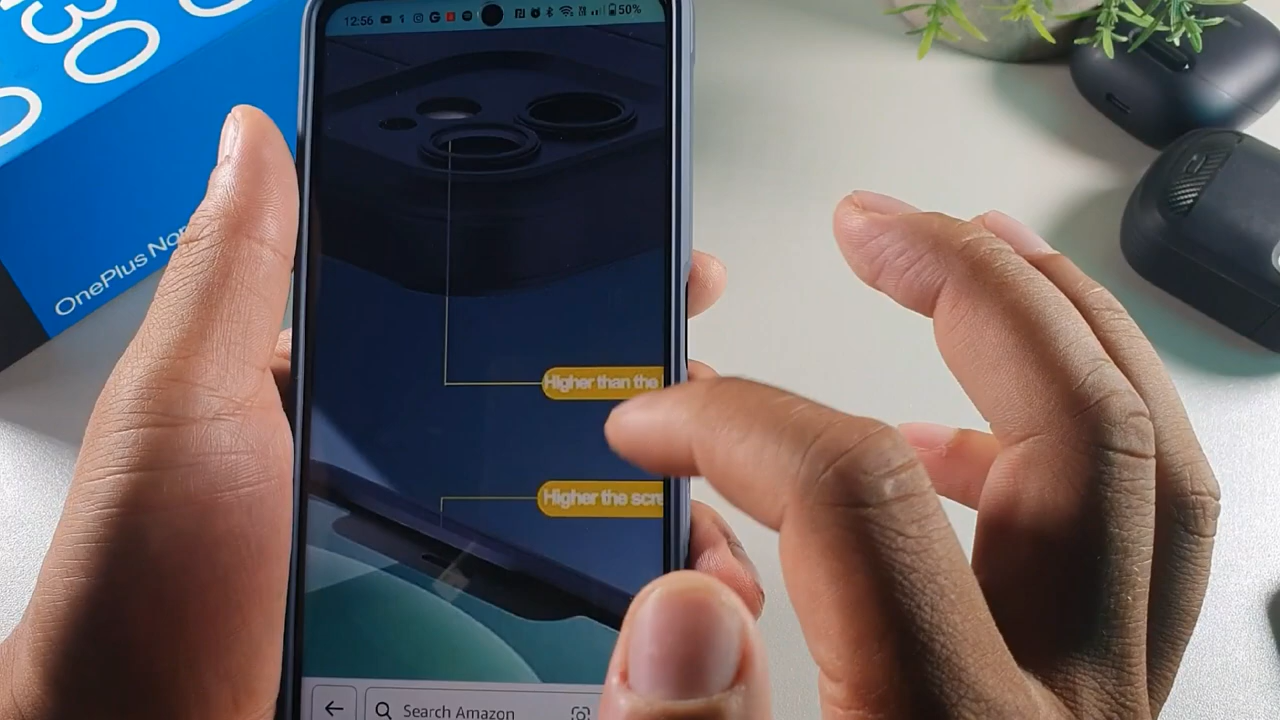 30
OnePlus Nor
12:56
50%
Higher than the
Higher the scre
Search Amazon